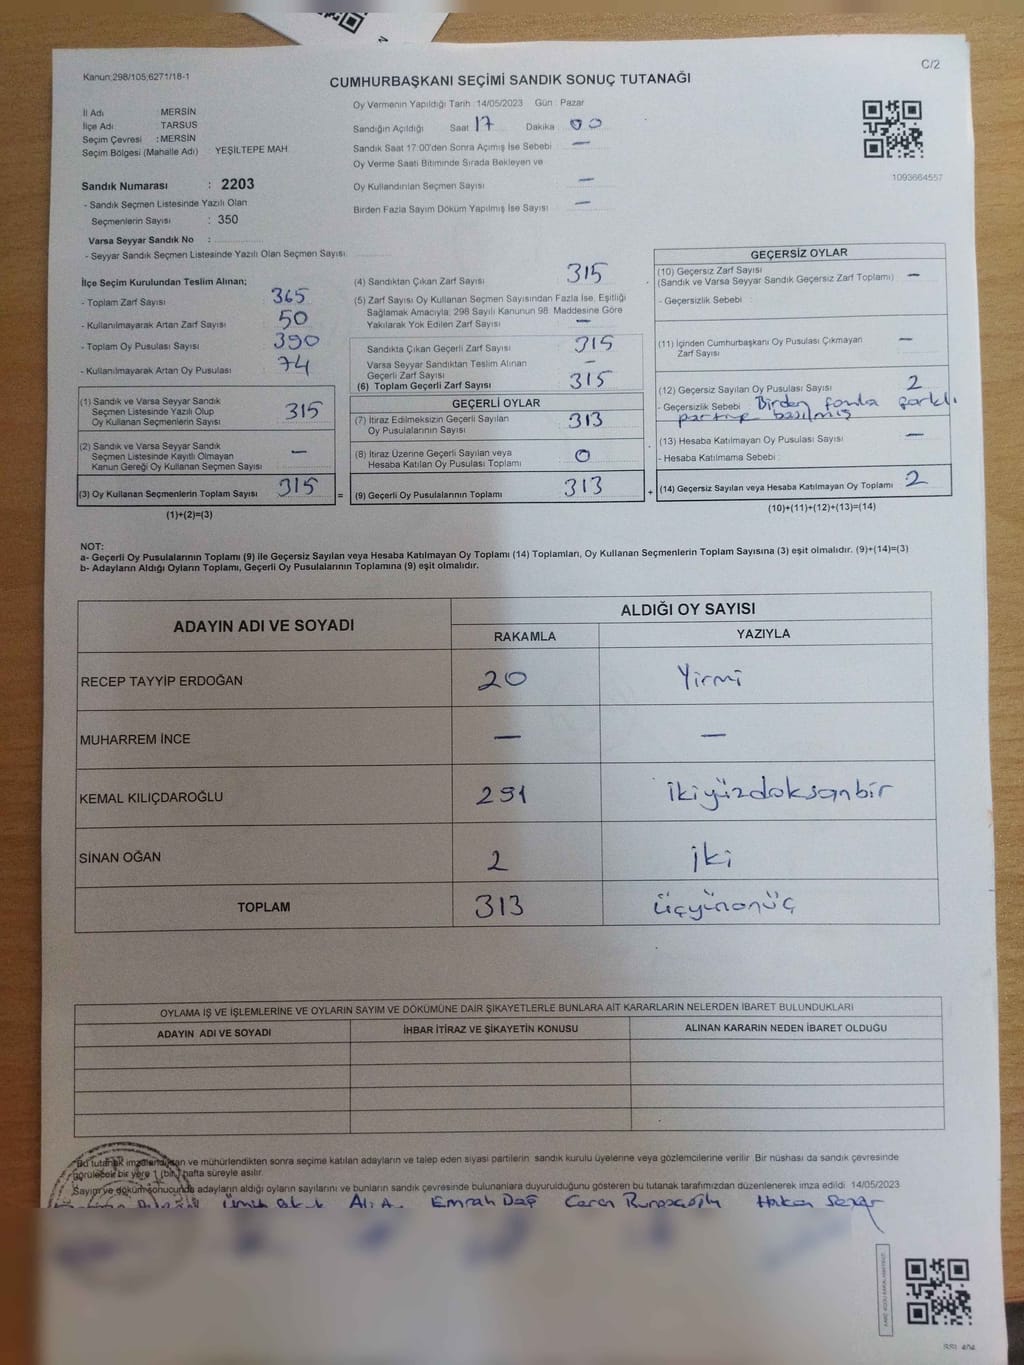 C/2
Kanun;298/105;6271/18-1
CUMHURBAŞKANI SEÇİMİ SANDIK SONUÇ TUTANAĞI
İl Adı : MERSİN
İlçe Adı : TARSUS
Seçim Çevresi : MERSİN
Seçim Bölgesi (Mahalle Adı) YEŞİLTEPE MAH.
Sandık Numarası : 2203
- Sandık Seçmen Listesinde Yazılı Olan
Seçmenlerin Sayısı : 350
Varsa Seyyar Sandık No :
- Seyyar Sandık Seçmen Listesinde Yazılı Olan Seçmen Sayısı
Oy Vermenin Yapıldığı Tarih : 14/05/2023 Gün : Pazar
Sandığın Açıldığı Saat 17 Dakika 00
Sandık Saat 17:00'den Sonra Açımış İse Sebebi —
Oy Verme Saati Bitiminde Sırada Bekleyen ve
Oy Kullandırılan Seçmen Sayısı —
Birden Fazla Sayım Döküm Yapılmış İse Sayısı —
1093664557
İlçe Seçim Kurulundan Teslim Alınan;
- Toplam Zarf Sayısı 365
- Kullanılmayarak Artan Zarf Sayısı 50
- Toplam Oy Pusulası Sayısı 390
- Kullanılmayarak Artan Oy Pusulası 74
(1) Sandık ve Varsa Seyyar Sandık
Seçmen Listesinde Yazılı Olup
Oy Kullanan Seçmenlerin Sayısı 315
(2) Sandık ve Varsa Seyyar Sandık
Seçmen Listesinde Kayıtlı Olmayan
Kanun Gereği Oy Kullanan Seçmen Sayısı —
(3) Oy Kullanan Seçmenlerin Toplam Sayısı 315 =
(1)+(2)=(3)
(4) Sandıktan Çıkan Zarf Sayısı 315
(5) Zarf Sayısı Oy Kullanan Seçmen Sayısından Fazla İse, Eşitliği
Sağlamak Amacıyla, 298 Sayılı Kanunun 98. Maddesine Göre
Yakılarak Yok Edilen Zarf Sayısı —
Sandıkta Çıkan Geçerli Zarf Sayısı 315
Varsa Seyyar Sandıktan Teslim Alınan
Geçerli Zarf Sayısı —
(6) Toplam Geçerli Zarf Sayısı 315
GEÇERLİ OYLAR
(7) İtiraz Edilmeksizin Geçerli Sayılan
Oy Pusulalarının Sayısı 313
(8) İtiraz Üzerine Geçerli Sayılan veya
Hesaba Katılan Oy Pusulası Toplamı 0
(9) Geçerli Oy Pusulalarının Toplamı 313 +
GEÇERSİZ OYLAR
(10) Geçersiz Zarf Sayısı
(Sandık ve Varsa Seyyar Sandık Geçersiz Zarf Toplamı) —
- Geçersizlik Sebebi :
(11) İçinden Cumhurbaşkanı Oy Pusulası Çıkmayan
Zarf Sayısı —
(12) Geçersiz Sayılan Oy Pusulası Sayısı 2
- Geçersizlik Sebebi Birden fazla farklı
basılmış
(13) Hesaba Katılmayan Oy Pusulası Sayısı —
- Hesaba Katılmama Sebebi :
(14) Geçersiz Sayılan veya Hesaba Katılmayan Oy Toplamı 2
(10)+(11)+(12)+(13)=(14)
NOT:
a- Geçerli Oy Pusulalarının Toplamı (9) ile Geçersiz Sayılan veya Hesaba Katılmayan Oy Toplamı (14) Toplamları, Oy Kullanan Seçmenlerin Toplam Sayısına (3) eşit olmalıdır. (9)+(14)=(3)
b- Adayların Aldığı Oyların Toplamı, Geçerli Oy Pusulalarının Toplamına (9) eşit olmalıdır.
ADAYIN ADI VE SOYADI ALDIĞI OY SAYISI
RAKAMLA YAZIYLA
RECEP TAYYİP ERDOĞAN 20 Yirmi
MUHARREM İNCE — —
KEMAL KILIÇDAROĞLU 291 ikiyüzdoksanbir
SİNAN OĞAN 2 iki
TOPLAM 313 üçyüzonüç
OYLAMA İŞ VE İŞLEMLERİNE VE OYLARIN SAYIM VE DÖKÜMÜNE DAİR ŞİKAYETLERLE BUNLARA AİT KARARLARIN NELERDEN İBARET BULUNDUKLARI
ADAYIN ADI VE SOYADI İHBAR İTİRAZ VE ŞİKAYETİN KONUSU ALINAN KARARIN NEDEN İBARET OLDUĞU
Bu tutanak imzalandıktan ve mühürlendikten sonra seçime katılan adayların ve talep eden siyasi partilerin sandık kurulu üyelerine veya gözlemcilerine verilir .Bir nüshası da sandık çevresinde
görülecek bir yere 1 (bir) hafta süreyle asılır.
Sayım ve döküm sonucunda adayların aldığı oyların sayılarını ve bunların sandık çevresinde bulunanlara duyurulduğunu gösteren bu tutanak tarafımızdan düzenlenerek imza edildi. 14/05/2023
Ümit Ali A. Emrah Dağ Ceren Hakan Sezer